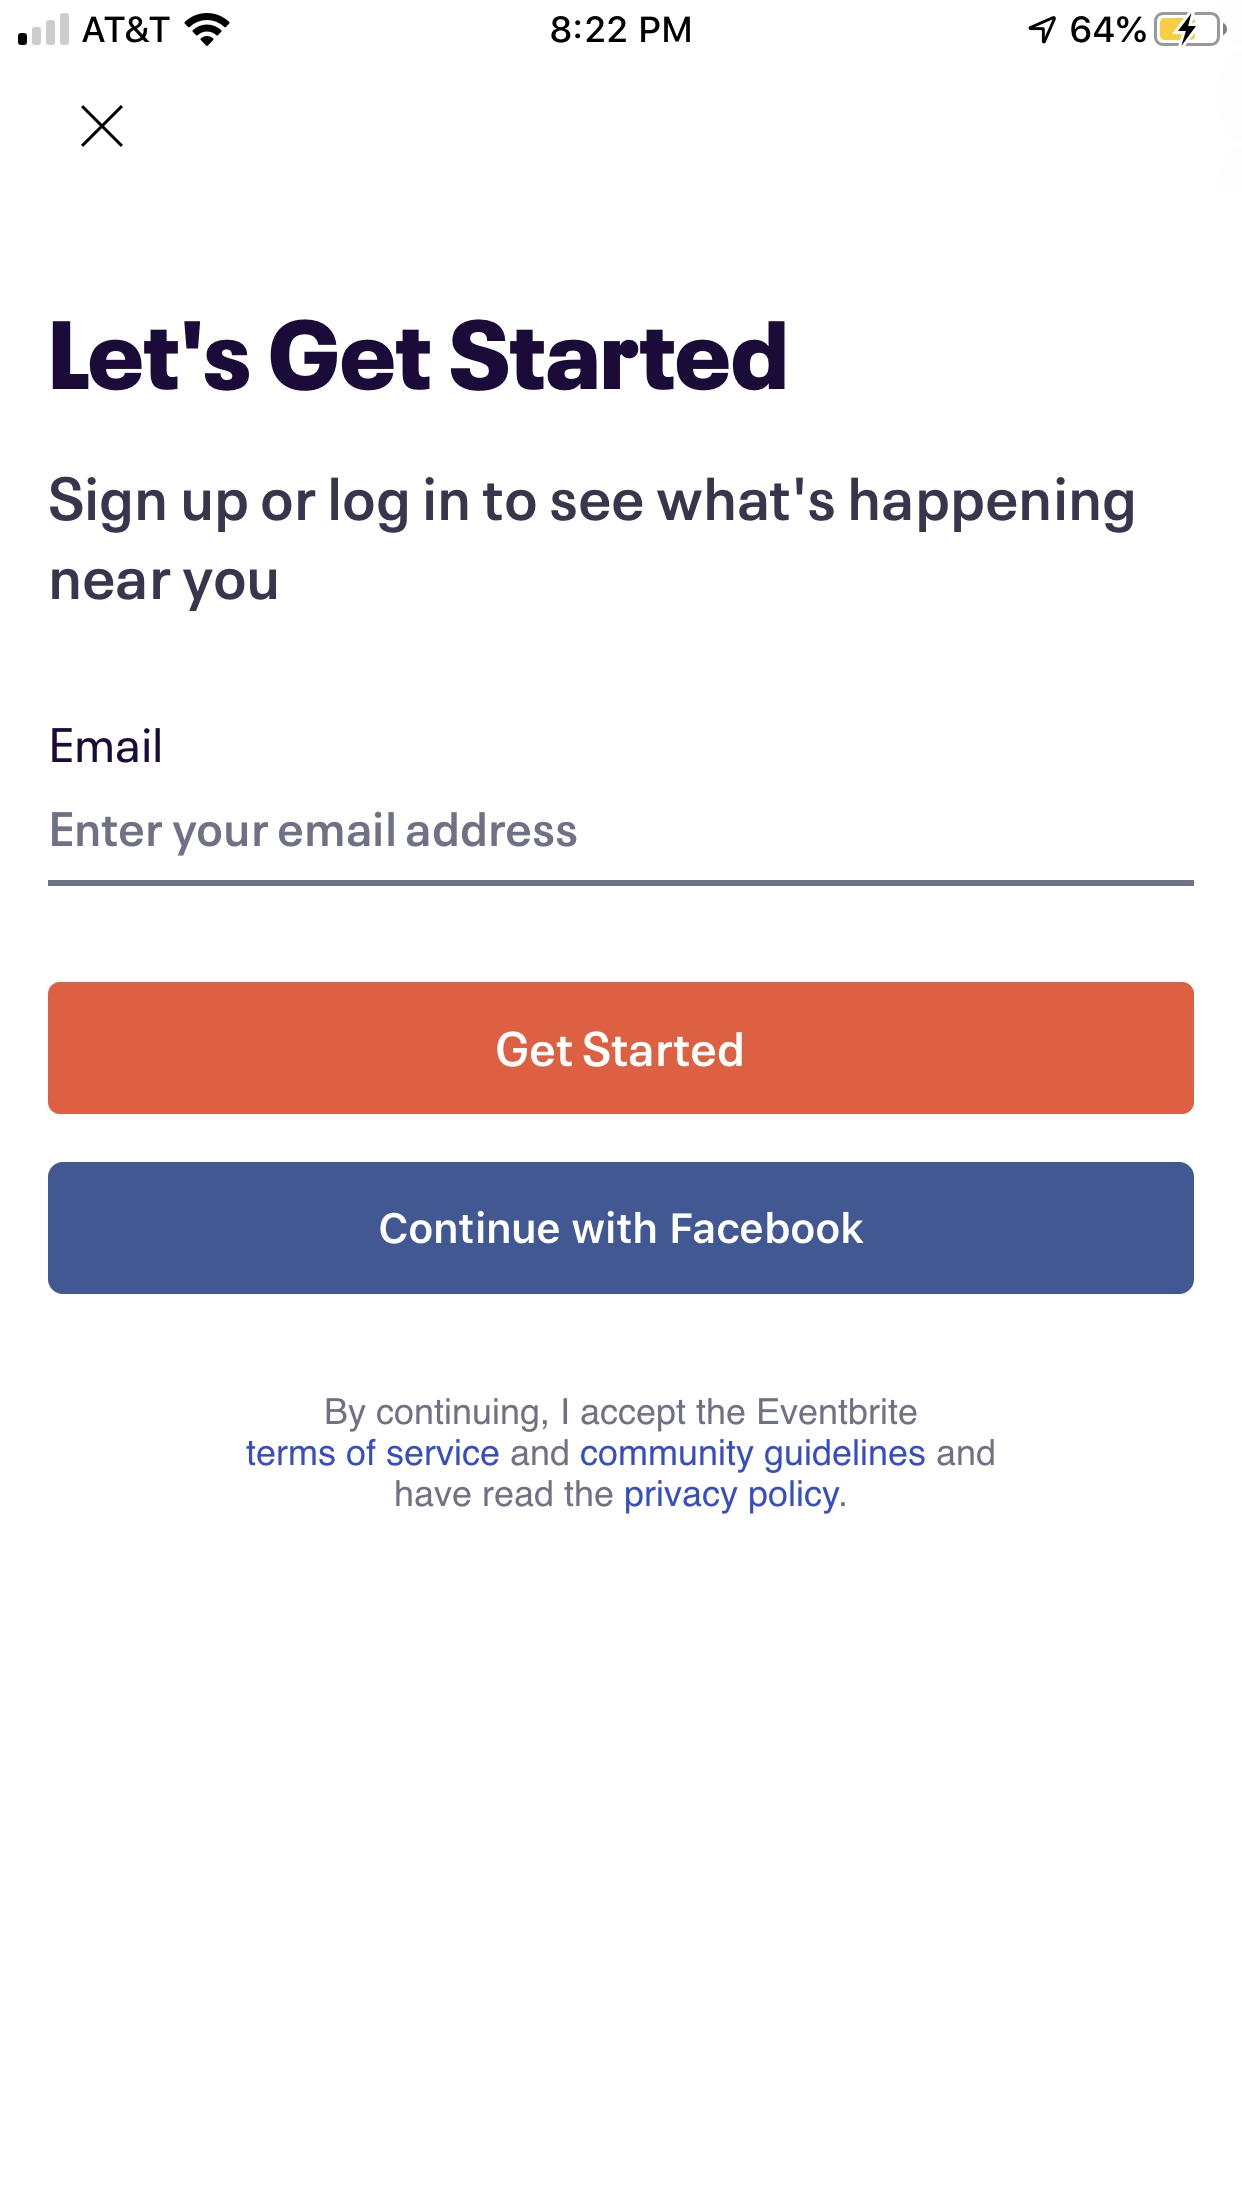 AT&T 8:22 PM 64%
Let's Get Started
Sign up or log in to see what's happening
near you
Email
Enter your email address
Get Started
Continue with Facebook
By continuing, I accept the Eventbrite
terms of service and community guidelines and
have read the privacy policy.